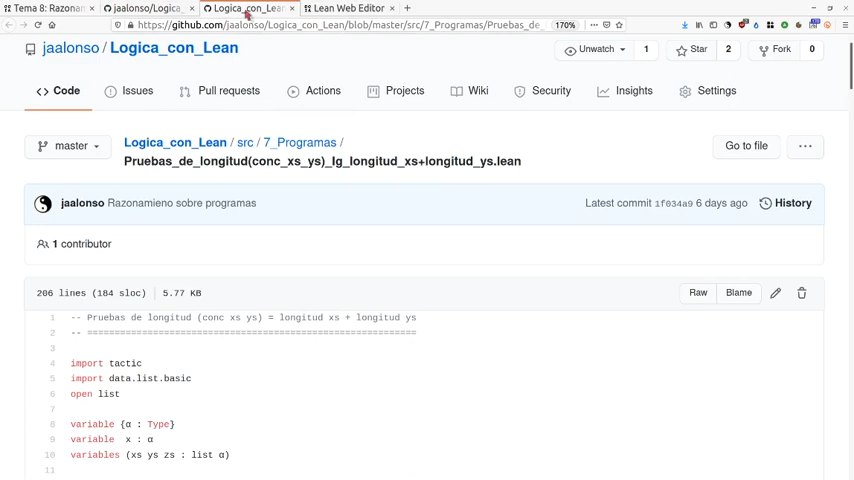 Tema 8: Razonam × jaalonso/Logica_ × Logica_con_Lean × Lean Web Editor × +
https://github.com/jaalonso/Logica_con_Lean/blob/master/src/7_Programas/Pruebas_de_ 170%
jaalonso / Logica_con_Lean Unwatch 1 Star 2 Fork 0
Code Issues Pull requests Actions Projects Wiki Security Insights Settings
master Logica_con_Lean / src / 7_Programas / Go to file ...
Pruebas_de_longitud(conc_xs_ys)_Ig_longitud_xs+longitud_ys.lean
jaalonso Razonamieno sobre programas Latest commit 1f034a9 6 days ago History
1 contributor
206 lines (184 sloc) 5.77 KB Raw Blame
1 -- Pruebas de longitud (conc xs ys) = longitud xs + longitud ys
2 -- =========================================================
3
4 import tactic
5 import data.list.basic
6 open list
7
8 variable {α : Type}
9 variable x : α
10 variables (xs ys zs : list α)
11